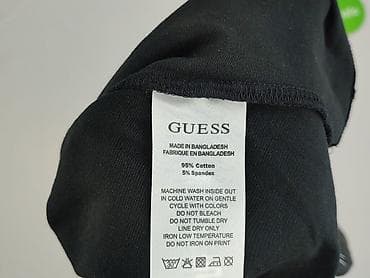 GUESS
MADE IN BANGLADESH
FABRIQUE EN BANGLADESH
95% Cotton
5% Spandex
MACHINE WASH INSIDE OUT
IN COLD WATER ON GENTLE
CYCLE WITH COLORS
DO NOT BLEACH
DO NOT TUMBLE DRY
LINE DRY ONLY
IRON LOW TEMPERATURE
DO NOT IRON ON PRINT